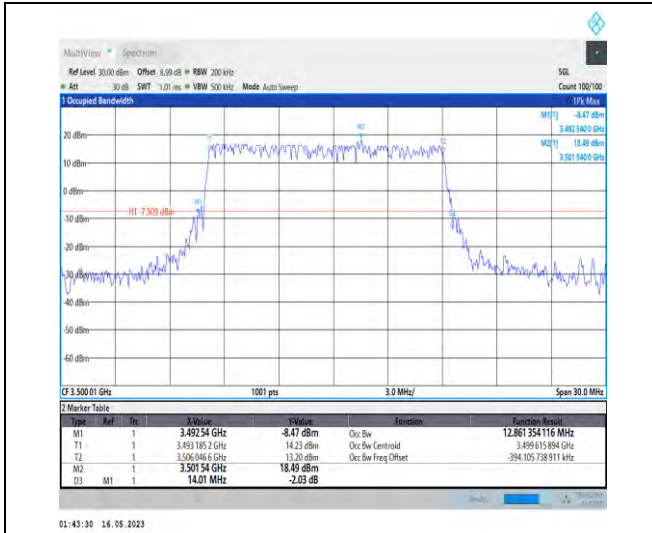 MultiView Spectrum
Ref Level 30.00 dBm Offset 8.99 dB RBW 200 kHz SGL
Att 30 dB SWT 1.01 ms VBW 500 kHz Mode Auto Sweep Count 100/100
1 Occupied Bandwidth 1Pk Max
M1[1] -8.47 dBm
3.492 540 0 GHz
M2[1] 18.49 dBm
3.501 540 0 GHz
M2
T1
T2
20 dBm
10 dBm
0 dBm
M1
H1 -7.509 dBm
-10 dBm
-20 dBm
-30 dBm
-40 dBm
-50 dBm
-60 dBm
CF 3.500 01 GHz 1001 pts 3.0 MHz/ Span 30.0 MHz
2 Marker Table
Type Ref Trc X-Value Y-Value Function Function Result
M1 1 3.492 54 GHz -8.47 dBm Occ Bw 12.861 354 116 MHz
T1 1 3.493 185 2 GHz 14.23 dBm Occ Bw Centroid 3.499 615 894 GHz
T2 1 3.506 046 6 GHz 13.20 dBm Occ Bw Freq Offset -394.105 738 911 kHz
M2 1 3.501 54 GHz 18.49 dBm
D3 M1 1 14.01 MHz -2.03 dB
01:43:30 16.05.2023